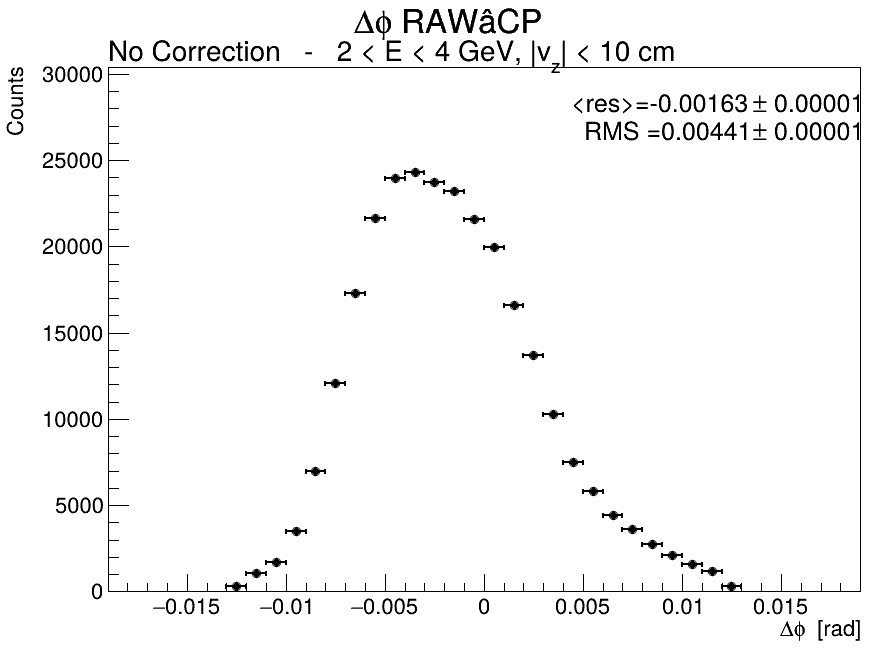 Δϕ RAWâCP
No Correction - 2 < E < 4 GeV, |v_z| < 10 cm
<res>=-0.00163± 0.00001
RMS =0.00441± 0.00001
Counts
30000
25000
20000
15000
10000
5000
0
−0.015 −0.01 −0.005 0 0.005 0.01 0.015
Δϕ [rad]